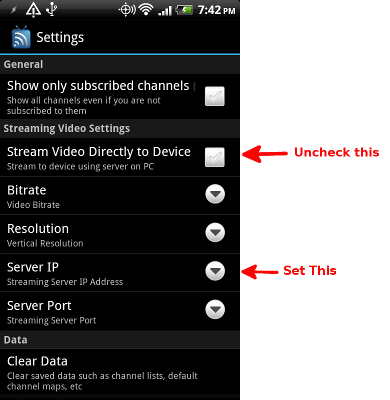 7:42 PM
Settings
General
Show only subscribed channels (
Show all channels even if you are not
subscribed to them
Streaming Video Settings
Stream Video Directly to Device
Stream to device using server on PC
Uncheck this
Bitrate
Video Bitrate
Resolution
Vertical Resolution
Server IP
Streaming Server IP Address
Set This
Server Port
Streaming Server Port
Data
Clear Data
Clear saved data such as channel lists, default
channel maps, etc